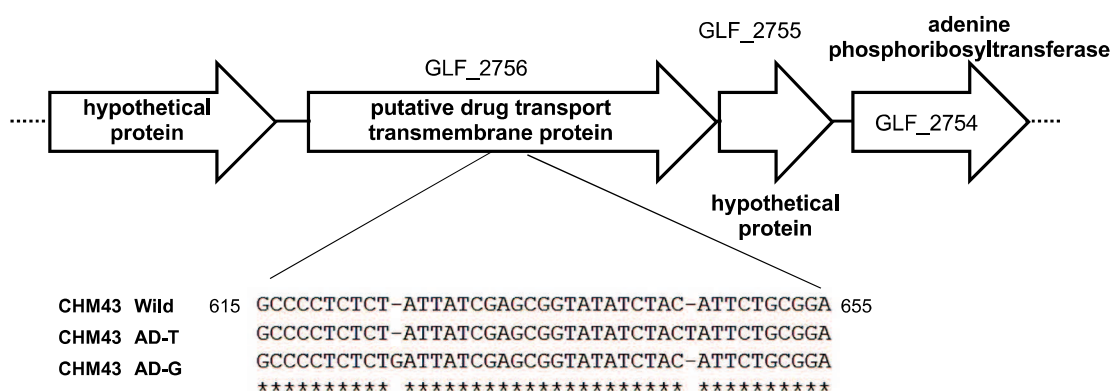 adenine
GLF_2755
phosphoribosyltransferase
GLF_2756
hypothetical
protein
putative drug transport
transmembrane protein
GLF_2754
hypothetical
protein
CHM43 Wild 615 GCCCCTCTCT-ATTATCGAGCGGTATATCTAC-ATTCTGCGGA 655
CHM43 AD-T GCCCCTCTCT-ATTATCGAGCGGTATATCTACTATTCTGCGGA
CHM43 AD-G GCCCCTCTCTGATTATCGAGCGGTATATCTAC-ATTCTGCGGA
********** ********************* **********